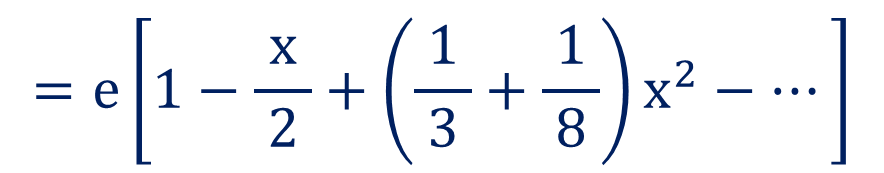 = e [ 1 − x/2 + ( 1/3 + 1/8 ) x² − ⋯ ]